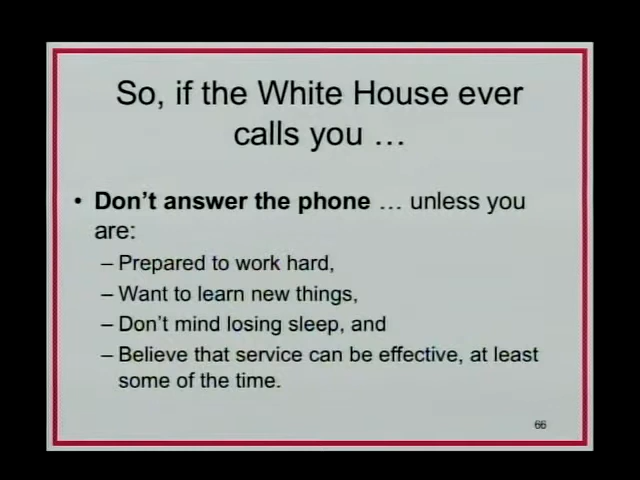 So, if the White House ever
calls you …
• Don't answer the phone … unless you
are:
– Prepared to work hard,
– Want to learn new things,
– Don't mind losing sleep, and
– Believe that service can be effective, at least
some of the time.
66